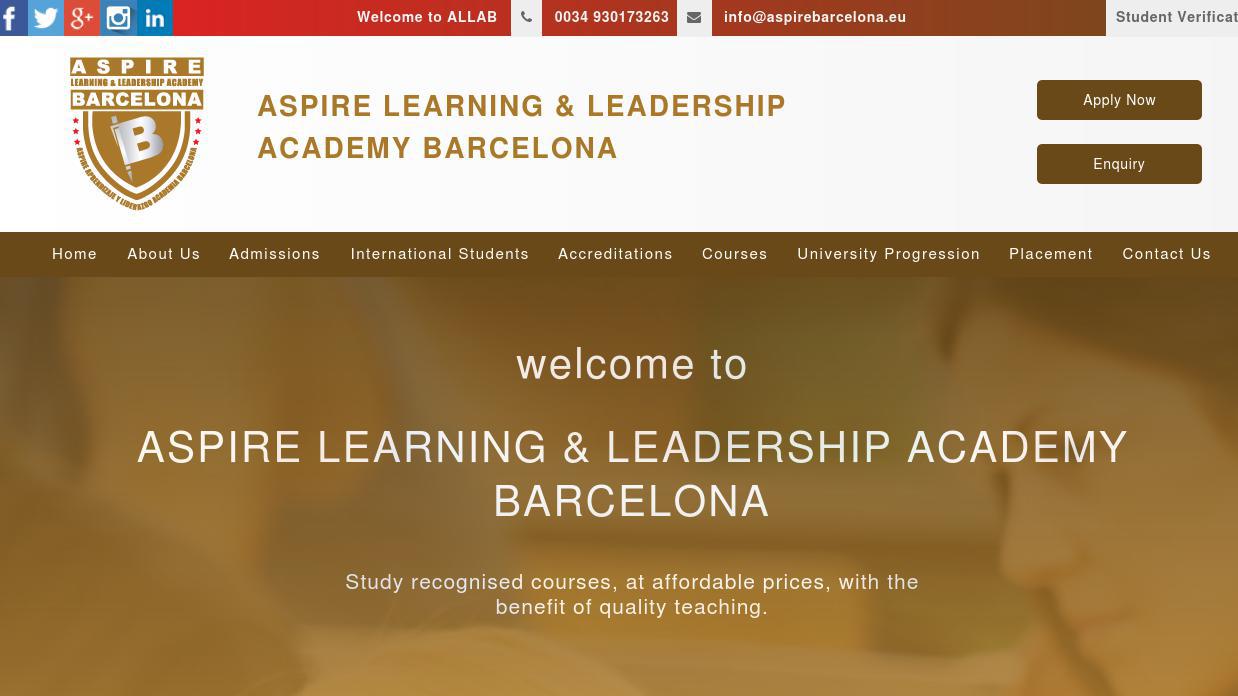 Welcome to ALLAB
0034 930173263
info@aspirebarcelona.eu
Student Verificat
ASPIRE
LEARNING & LEADERSHIP ACADEMY
BARCELONA
B
ASPIRE APRENDIZAJE Y LIDERAZGO ACADEMIA BARCELONA
ASPIRE LEARNING & LEADERSHIP
ACADEMY BARCELONA
Apply Now
Enquiry
Home About Us Admissions International Students Accreditations Courses University Progression Placement Contact Us
welcome to
ASPIRE LEARNING & LEADERSHIP ACADEMY
BARCELONA
Study recognised courses, at affordable prices, with the
benefit of quality teaching.